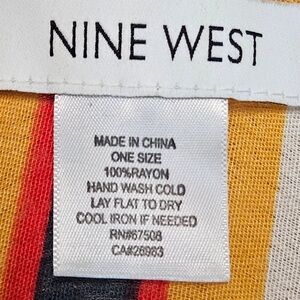 NINE WEST
MADE IN CHINA
ONE SIZE
100%RAYON
HAND WASH COLD
LAY FLAT TO DRY
COOL IRON IF NEEDED
RN#67508
CA#26983